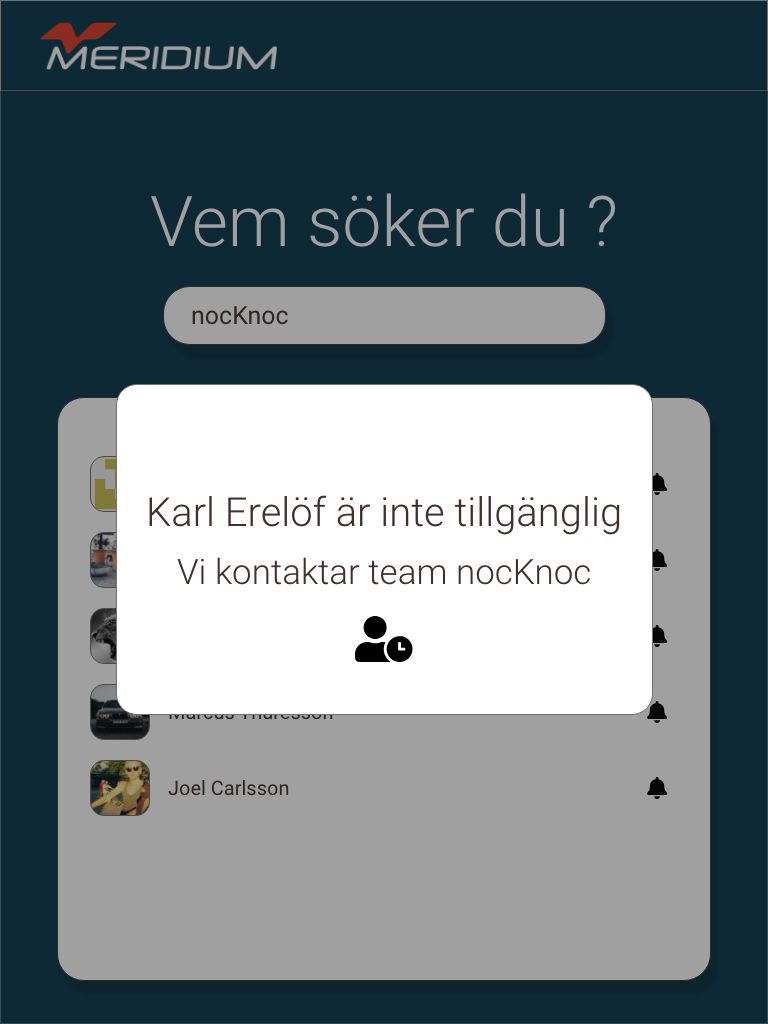 MERIDIUM
Vem söker du ?
nocKnoc
Karl Erelöf är inte tillgänglig
Vi kontaktar team nocKnoc
Marcus Thuresson
Joel Carlsson